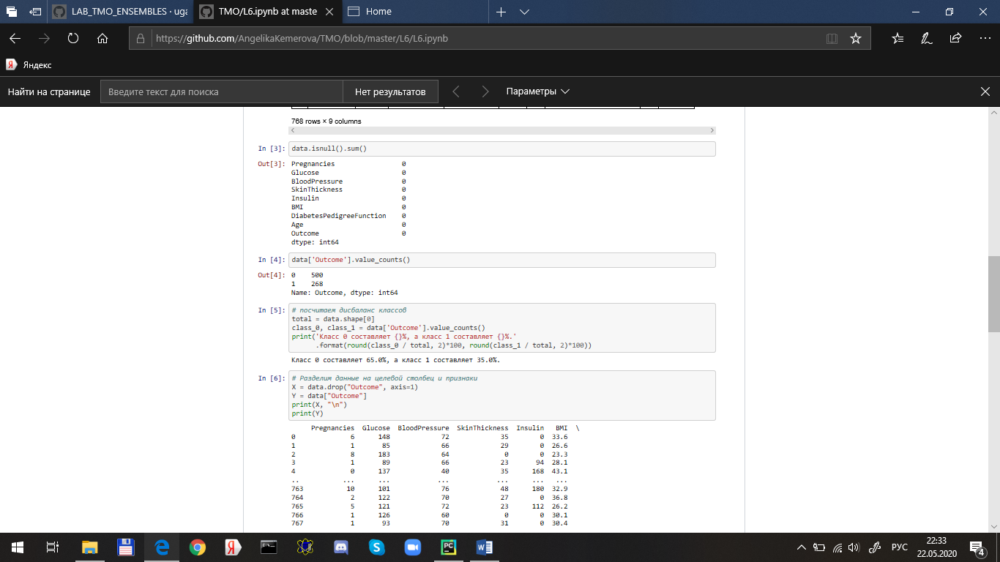 LAB_TMO_ENSEMBLES · uga
TMO/L6.ipynb at maste
Home
https://github.com/AngelikaKemerova/TMO/blob/master/L6/L6.ipynb
Яндекс
Найти на странице Введите текст для поиска Нет результатов Параметры
768 rows × 9 columns
In [3]: data.isnull().sum()
Out[3]: Pregnancies 0
Glucose 0
BloodPressure 0
SkinThickness 0
Insulin 0
BMI 0
DiabetesPedigreeFunction 0
Age 0
Outcome 0
dtype: int64
In [4]: data['Outcome'].value_counts()
Out[4]: 0 500
1 268
Name: Outcome, dtype: int64
In [5]: # посчитаем дисбаланс классов
total = data.shape[0]
class_0, class_1 = data['Outcome'].value_counts()
print('Класс 0 составляет {}%, а класс 1 составляет {}%.'
.format(round(class_0 / total, 2)*100, round(class_1 / total, 2)*100))
Класс 0 составляет 65.0%, а класс 1 составляет 35.0%.
In [6]: # Разделим данные на целевой столбец и признаки
X = data.drop("Outcome", axis=1)
Y = data["Outcome"]
print(X, "\n")
print(Y)
Pregnancies Glucose BloodPressure SkinThickness Insulin BMI \
0 6 148 72 35 0 33.6
1 1 85 66 29 0 26.6
2 8 183 64 0 0 23.3
3 1 89 66 23 94 28.1
4 0 137 40 35 168 43.1
.. ... ... ... ... ... ...
763 10 101 76 48 180 32.9
764 2 122 70 27 0 36.8
765 5 121 72 23 112 26.2
766 1 126 60 0 0 30.1
767 1 93 70 31 0 30.4
РУС
22:33
22.05.2020
4